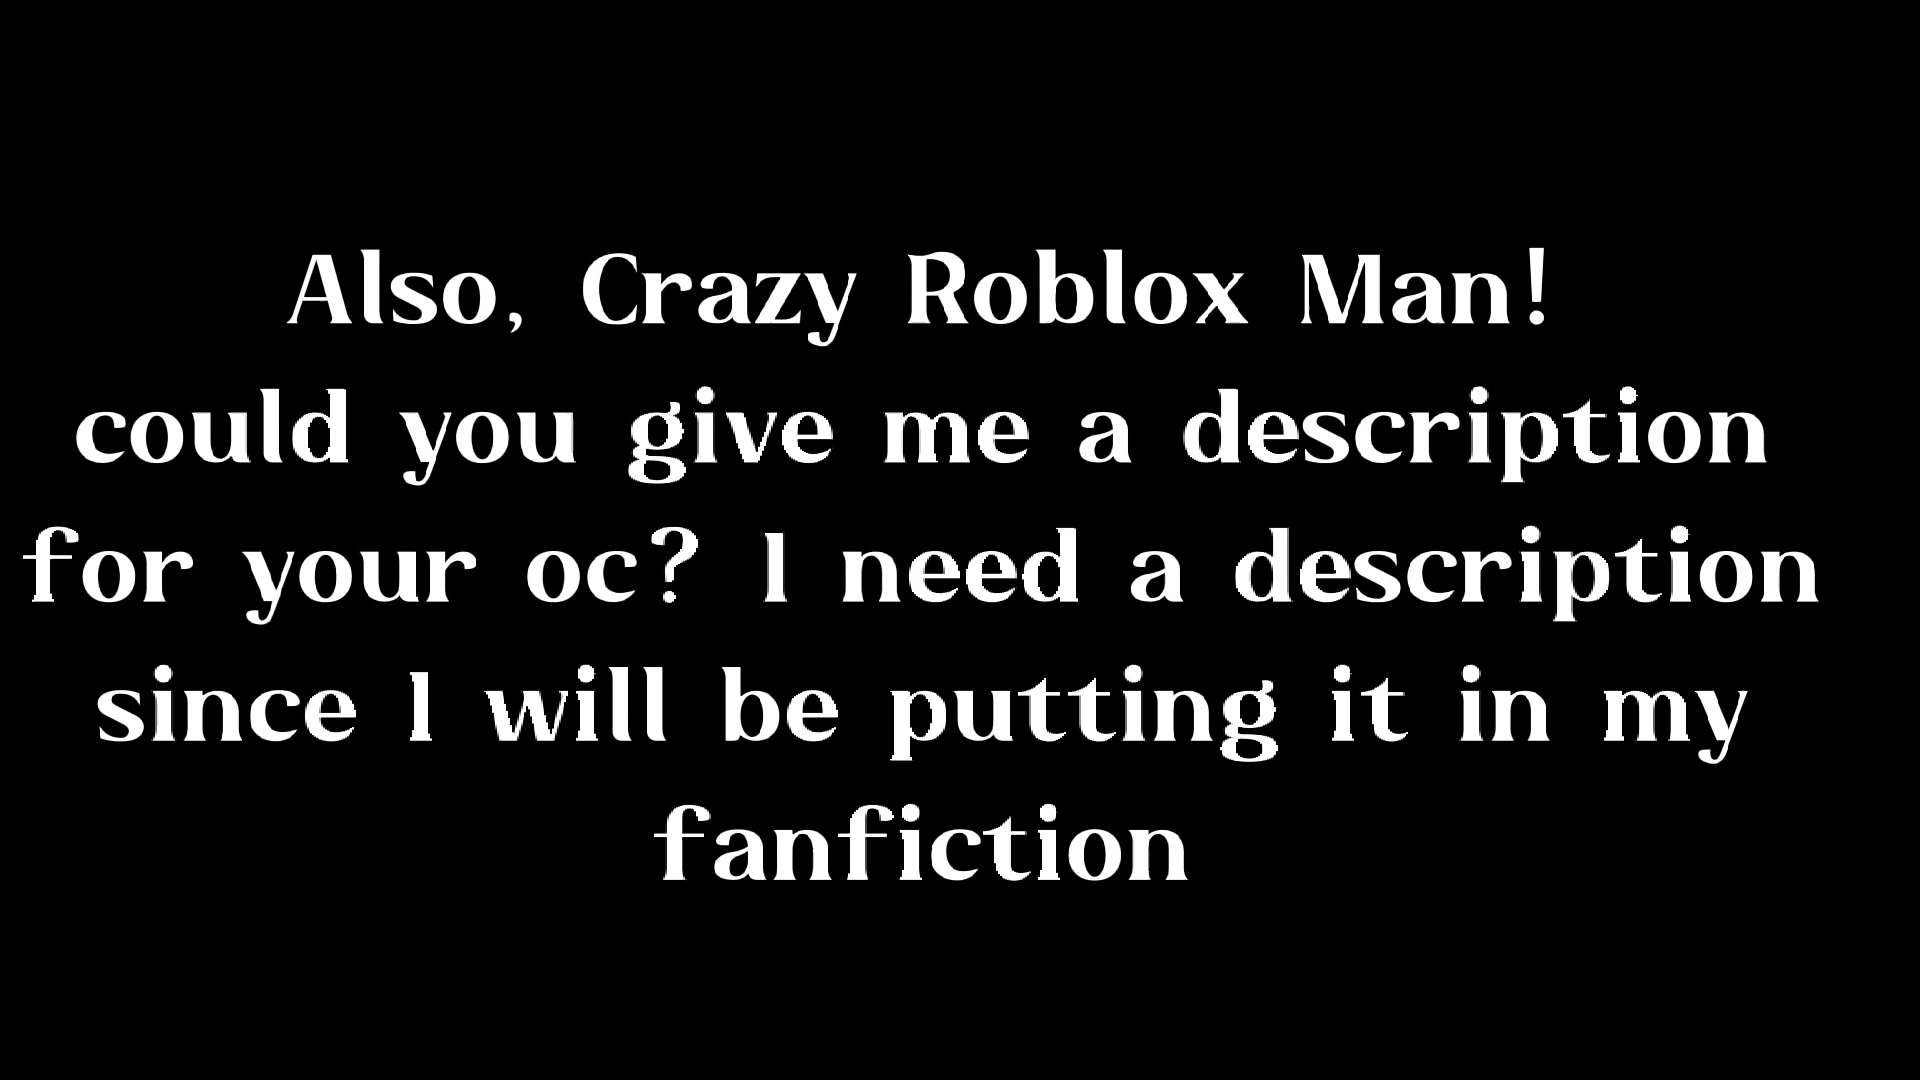 Also, Crazy Roblox Man!
could you give me a description
for your oc? I need a description
since I will be putting it in my
fanfiction